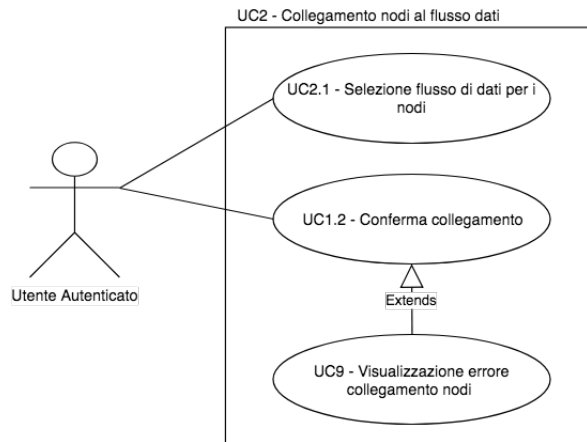 UC2 - Collegamento nodi al flusso dati
UC2.1 - Selezione flusso di dati per i
nodi
UC1.2 - Conferma collegamento
Utente Autenticato
Extends
UC9 - Visualizzazione errore
collegamento nodi